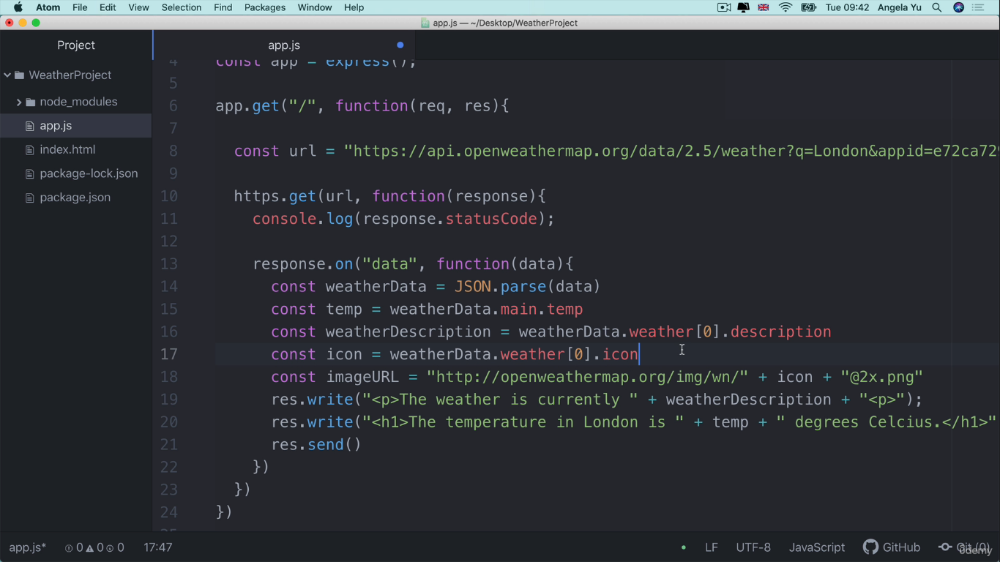 Atom File Edit View Selection Find Packages Window Help Tue 09:42 Angela Yu
app.js — ~/Desktop/WeatherProject
Project
app.js
WeatherProject
node_modules
app.js
index.html
package-lock.json
package.json
4 const app = express();
5
6 app.get("/", function(req, res){
7
8 const url = "https://api.openweathermap.org/data/2.5/weather?q=London&appid=e72ca729
9
10 https.get(url, function(response){
11 console.log(response.statusCode);
12
13 response.on("data", function(data){
14 const weatherData = JSON.parse(data)
15 const temp = weatherData.main.temp
16 const weatherDescription = weatherData.weather[0].description
17 const icon = weatherData.weather[0].icon
18 const imageURL = "http://openweathermap.org/img/wn/" + icon + "@2x.png"
19 res.write("<p>The weather is currently " + weatherDescription + "<p>");
20 res.write("<h1>The temperature in London is " + temp + " degrees Celcius.</h1>"
21 res.send()
22 })
23 })
24 })
app.js* 0 0 0 17:47 LF UTF-8 JavaScript GitHub Git (0)
udemy